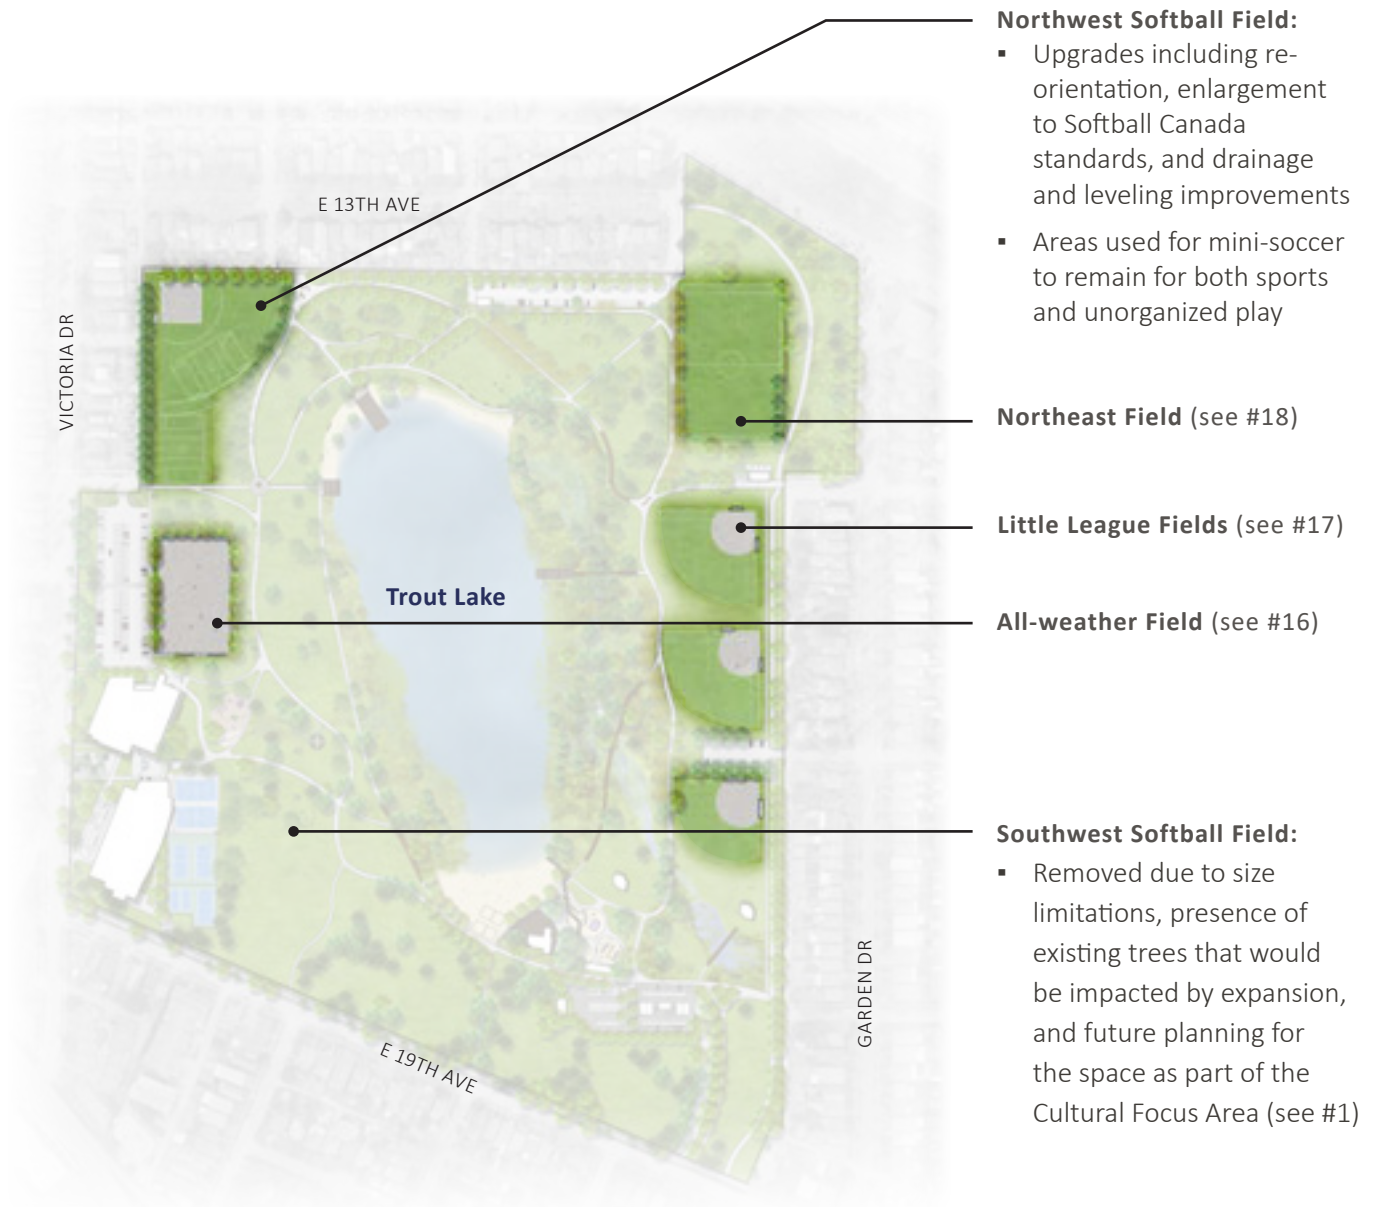 Northwest Softball Field:
▪ Upgrades including re-
orientation, enlargement
to Softball Canada
standards, and drainage
and leveling improvements
▪ Areas used for mini-soccer
to remain for both sports
and unorganized play
E 13TH AVE
VICTORIA DR
Northeast Field (see #18)
Little League Fields (see #17)
Trout Lake
All-weather Field (see #16)
Southwest Softball Field:
▪ Removed due to size
limitations, presence of
existing trees that would
be impacted by expansion,
and future planning for
the space as part of the
Cultural Focus Area (see #1)
GARDEN DR
E 19TH AVE